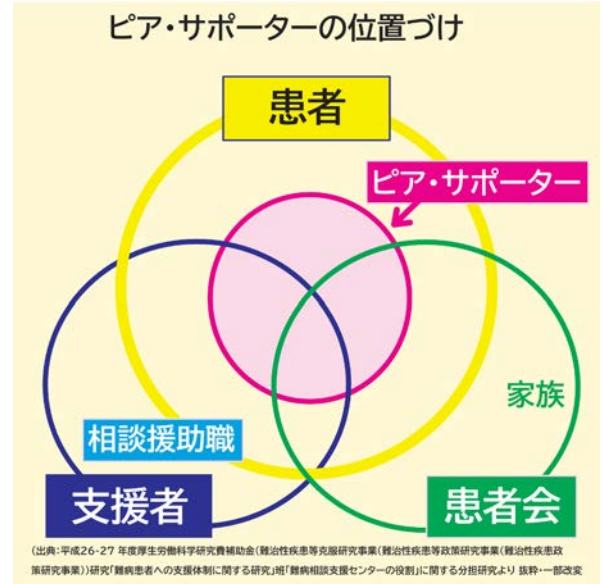 ピア・サポーターの位置づけ
患者
ピア・サポーター
家族
相談援助職
支援者
患者会
(出典:平成26-27 年度厚生労働科学研究費補助金(難治性疾患等克服研究事業(難治性疾患等政策研究事業(難治性疾患政
策研究事業))研究「難病患者への支援体制に関する研究」班「難病相談支援センターの役割」に関する分担研究より 抜粋・一部改変